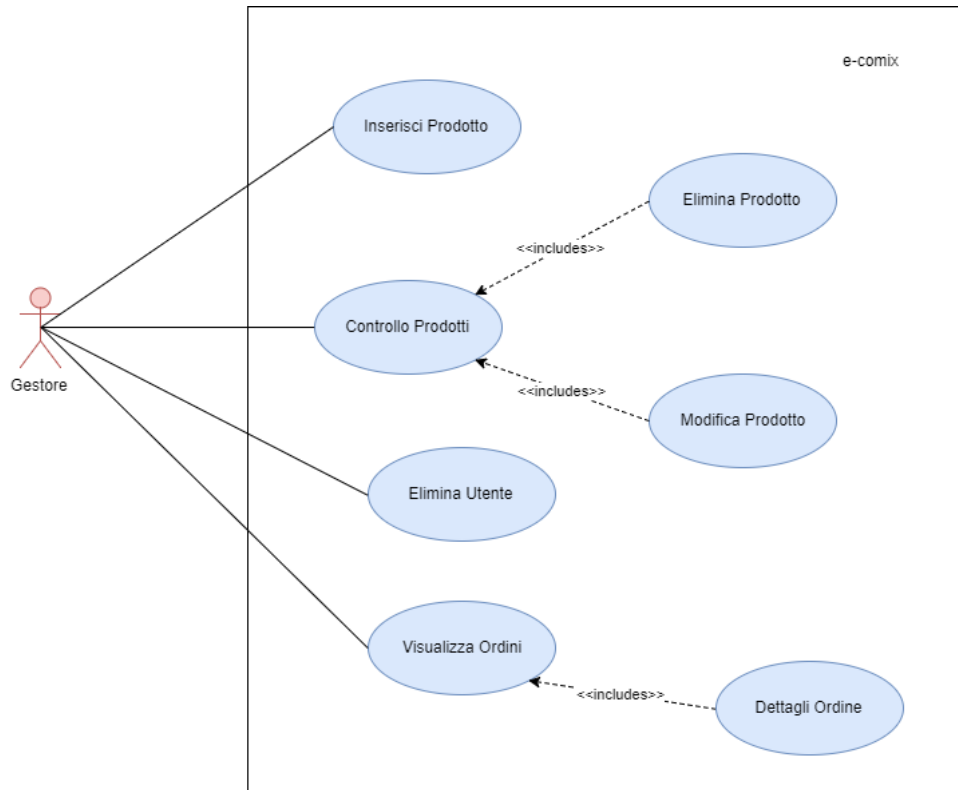 e-comix
Inserisci Prodotto
Elimina Prodotto
<<includes>>
Controllo Prodotti
Gestore
<<includes>>
Modifica Prodotto
Elimina Utente
Visualizza Ordini
<<includes>>
Dettagli Ordine